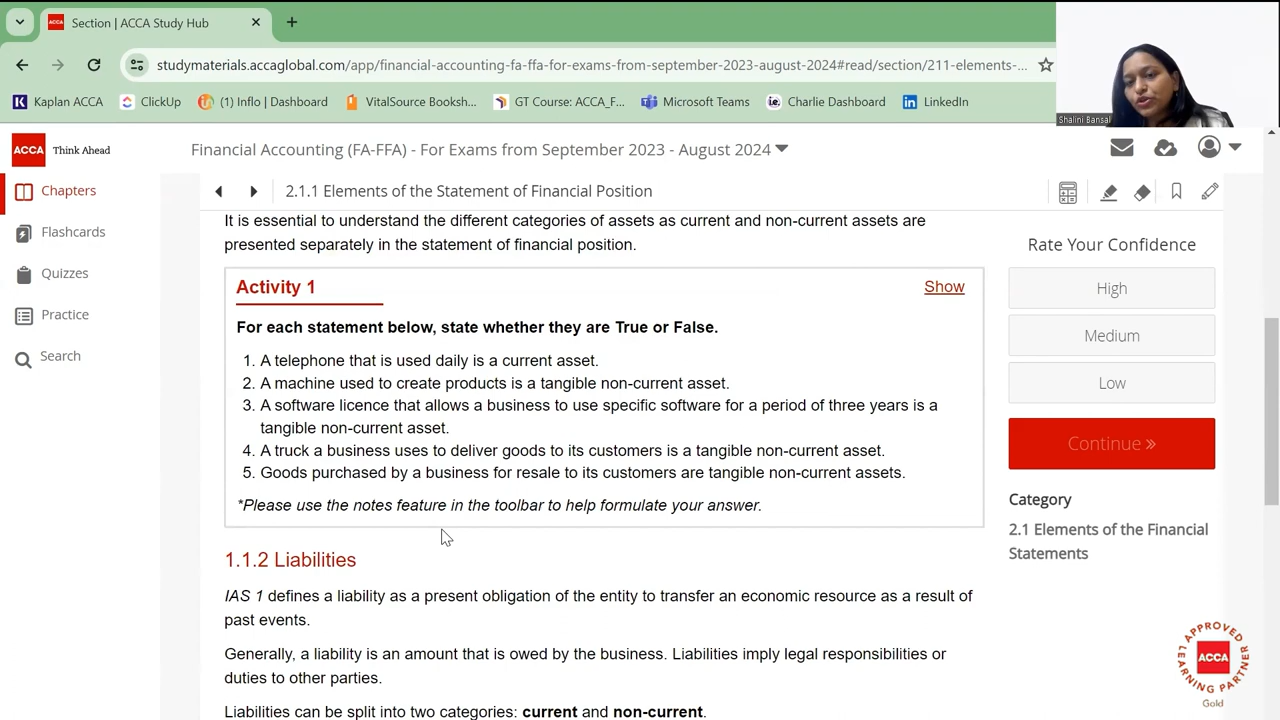 Section | ACCA Study Hub
studymaterials.accaglobal.com/app/financial-accounting-fa-ffa-for-exams-from-september-2023-august-2024#read/section/211-elements-...
Kaplan ACCA
ClickUp
(1) Inflo | Dashboard
VitalSource Booksh...
GT Course: ACCA_F...
Microsoft Teams
Charlie Dashboard
LinkedIn
Shalini Bansal
ACCA
Think Ahead
Financial Accounting (FA-FFA) - For Exams from September 2023 - August 2024
Chapters
Flashcards
Quizzes
Practice
Search
2.1.1 Elements of the Statement of Financial Position
It is essential to understand the different categories of assets as current and non-current assets are
presented separately in the statement of financial position.
Activity 1
Show
For each statement below, state whether they are True or False.
1. A telephone that is used daily is a current asset.
2. A machine used to create products is a tangible non-current asset.
3. A software licence that allows a business to use specific software for a period of three years is a
tangible non-current asset.
4. A truck a business uses to deliver goods to its customers is a tangible non-current asset.
5. Goods purchased by a business for resale to its customers are tangible non-current assets.
*Please use the notes feature in the toolbar to help formulate your answer.
1.1.2 Liabilities
IAS 1 defines a liability as a present obligation of the entity to transfer an economic resource as a result of
past events.
Generally, a liability is an amount that is owed by the business. Liabilities imply legal responsibilities or
duties to other parties.
Liabilities can be split into two categories: current and non-current.
Rate Your Confidence
High
Medium
Low
Continue »
Category
2.1 Elements of the Financial
Statements
APPROVED
LEARNING PARTNER
ACCA
Gold